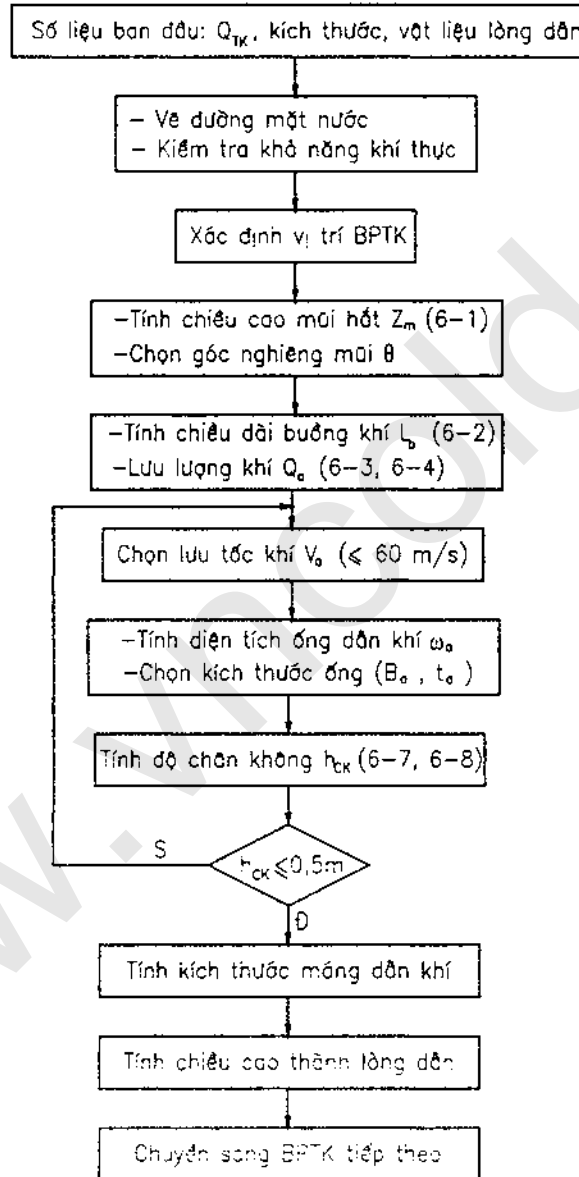 Số liệu ban đầu: Q_TK, kích thước, vật liệu lòng dẫn
– Vẽ đường mặt nước
– Kiểm tra khả năng khí thực
Xác định vị trí BPTK
–Tính chiều cao mũi hắt Z_m (6–1)
–Chọn góc nghiêng mũi θ
–Tính chiều dài buồng khí L_b (6–2)
–Lưu lượng khí Q_a (6–3, 6–4)
Chọn lưu tốc khí V_a (⩽ 60 m/s)
–Tính diện tích ống dẫn khí ω_a
–Chọn kích thước ống (B_a , t_a )
Tính độ chân không h_CK (6–7, 6–8)
S
h_CK ⩽0,5m
Đ
Tính kích thước máng dẫn khí
Tính chiều cao thành lòng dẫn
Chuyển sang BPTK tiếp theo
www.vncold